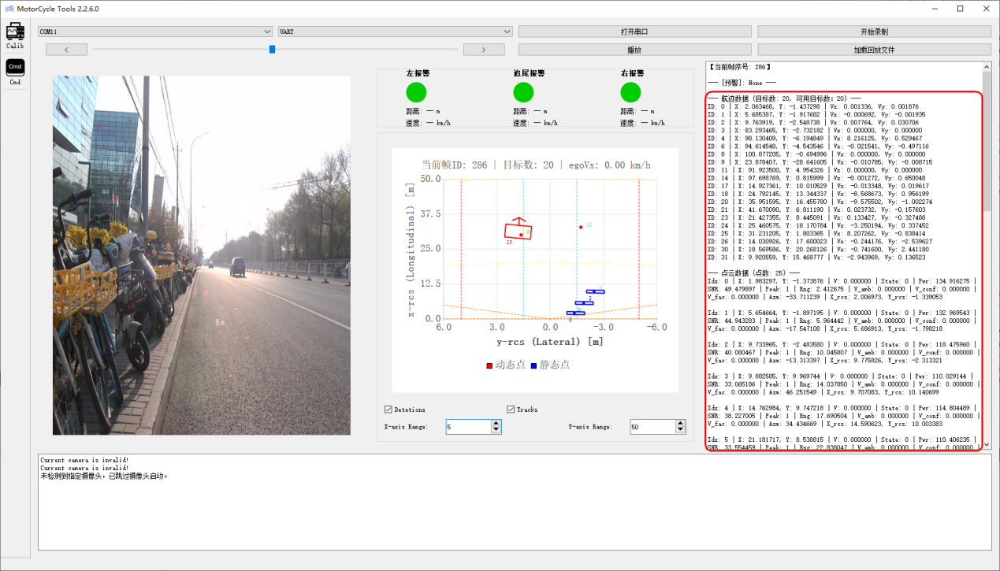 MotorCycle Tools 2.2.6.0
Calib
Cmd
Cmd
COM11
UART
打开串口
开始录制
<
>
播放
加载回放文件
左报警
追尾报警
右报警
距离: — m
距离: — m
距离: — m
速度: — km/h
速度: — km/h
速度: — km/h
当前帧ID: 286 | 目标数: 20 | egoVx: 0.00 km/h
x-rcs (Longitudinal) [m]
50.0
37.5
25.0
12.5
0.0
6.0
3.0
0.0
-3.0
-6.0
25
12
2
0
y-rcs (Lateral) [m]
动态点
静态点
Detetions
Tracks
X-axis Range:
5
Y-axis Range:
50
【当前帧序号: 286】
—— [预警]: None ——
—— 航迹数据 (目标数: 20, 可用目标数: 20) ——
ID: 0 | X: 2.063468, Y: -1.437298 | Vx: 0.001336, Vy: 0.001876
ID: 1 | X: 5.685387, Y: -1.917682 | Vx: -0.000692, Vy: -0.001935
ID: 2 | X: 9.763919, Y: -2.548738 | Vx: 0.007764, Vy: 0.030706
ID: 3 | X: 83.293465, Y: -2.732182 | Vx: 0.000000, Vy: 0.000000
ID: 4 | X: 98.130409, Y: -6.194849 | Vx: 8.216125, Vy: 0.529467
ID: 6 | X: 94.614548, Y: -4.543546 | Vx: -0.021541, Vy: -0.497116
ID: 8 | X: 100.877205, Y: -0.694996 | Vx: 0.000000, Vy: 0.000000
ID: 9 | X: 23.878407, Y: -28.641605 | Vx: -0.010785, Vy: -0.008715
ID: 11 | X: 91.923500, Y: 4.954326 | Vx: 0.000000, Vy: 0.000000
ID: 14 | X: 97.698769, Y: 0.815999 | Vx: -0.001272, Vy: 0.650048
ID: 17 | X: 14.927361, Y: 10.010529 | Vx: -0.013348, Vy: 0.019617
ID: 18 | X: 24.792145, Y: 13.344337 | Vx: -8.568673, Vy: 0.956199
ID: 20 | X: 35.951595, Y: 16.455780 | Vx: -9.575502, Vy: -1.002274
ID: 21 | X: 41.670090, Y: 6.811190 | Vx: 0.023732, Vy: -0.157603
ID: 23 | X: 21.427355, Y: 8.445091 | Vx: 0.133427, Vy: -0.327488
ID: 24 | X: 25.460575, Y: 18.170784 | Vx: -3.250194, Vy: 0.337452
ID: 25 | X: 31.231205, Y: 1.803365 | Vx: 8.207262, Vy: -0.838414
ID: 26 | X: 14.030926, Y: 17.600023 | Vx: -0.244176, Vy: -2.539627
ID: 30 | X: 18.569586, Y: 20.268126 | Vx: -0.741600, Vy: 2.441180
ID: 31 | X: 9.920559, Y: 15.468777 | Vx: -2.943969, Vy: 0.136523
—— 点云数据 (点数: 25) ——
Idx: 0 | X: 1.983297, Y: -1.373876 | V: 0.000000 | State: 0 | Pwr: 134.916275 |
SNR: 49.479897 | Peak: 1 | Rng: 2.412675 | V_amb: 0.000000 | V_conf: 0.000000 |
V_fac: 0.000000 | Azm: -33.711239 | X_rcs: 2.006973, Y_rcs: -1.339053
Idx: 1 | X: 5.654664, Y: -1.897195 | V: 0.000000 | State: 0 | Pwr: 132.969543 |
SNR: 44.943283 | Peak: 1 | Rng: 5.964442 | V_amb: 0.000000 | V_conf: 0.000000 |
V_fac: 0.000000 | Azm: -17.547108 | X_rcs: 5.686913, Y_rcs: -1.798218
Idx: 2 | X: 9.733965, Y: -2.483580 | V: 0.000000 | State: 0 | Pwr: 118.475960 |
SNR: 40.080467 | Peak: 1 | Rng: 10.045807 | V_amb: 0.000000 | V_conf: 0.000000 |
V_fac: 0.000000 | Azm: -13.313397 | X_rcs: 9.775826, Y_rcs: -2.313321
Idx: 3 | X: 9.882585, Y: 9.969744 | V: 0.000000 | State: 0 | Pwr: 110.029144 |
SNR: 33.065186 | Peak: 1 | Rng: 14.037850 | V_amb: 0.000000 | V_conf: 0.000000 |
V_fac: 0.000000 | Azm: 46.251549 | X_rcs: 9.707083, Y_rcs: 10.140699
Idx: 4 | X: 14.762984, Y: 9.747218 | V: 0.000000 | State: 0 | Pwr: 114.804489 |
SNR: 38.227005 | Peak: 1 | Rng: 17.690504 | V_amb: 0.000000 | V_conf: 0.000000 |
V_fac: 0.000000 | Azm: 34.434669 | X_rcs: 14.590623, Y_rcs: 10.003383
Idx: 5 | X: 21.181717, Y: 8.538815 | V: 0.000000 | State: 0 | Pwr: 110.406235 |
SNR: 33.554459 | Peak: 1 | Rng: 22.838047 | V_amb: 0.000000 | V_conf: 0.000000 |
Current camera is invalid!
Current camera is invalid!
未检测到指定摄像头，已跳过摄像头启动。